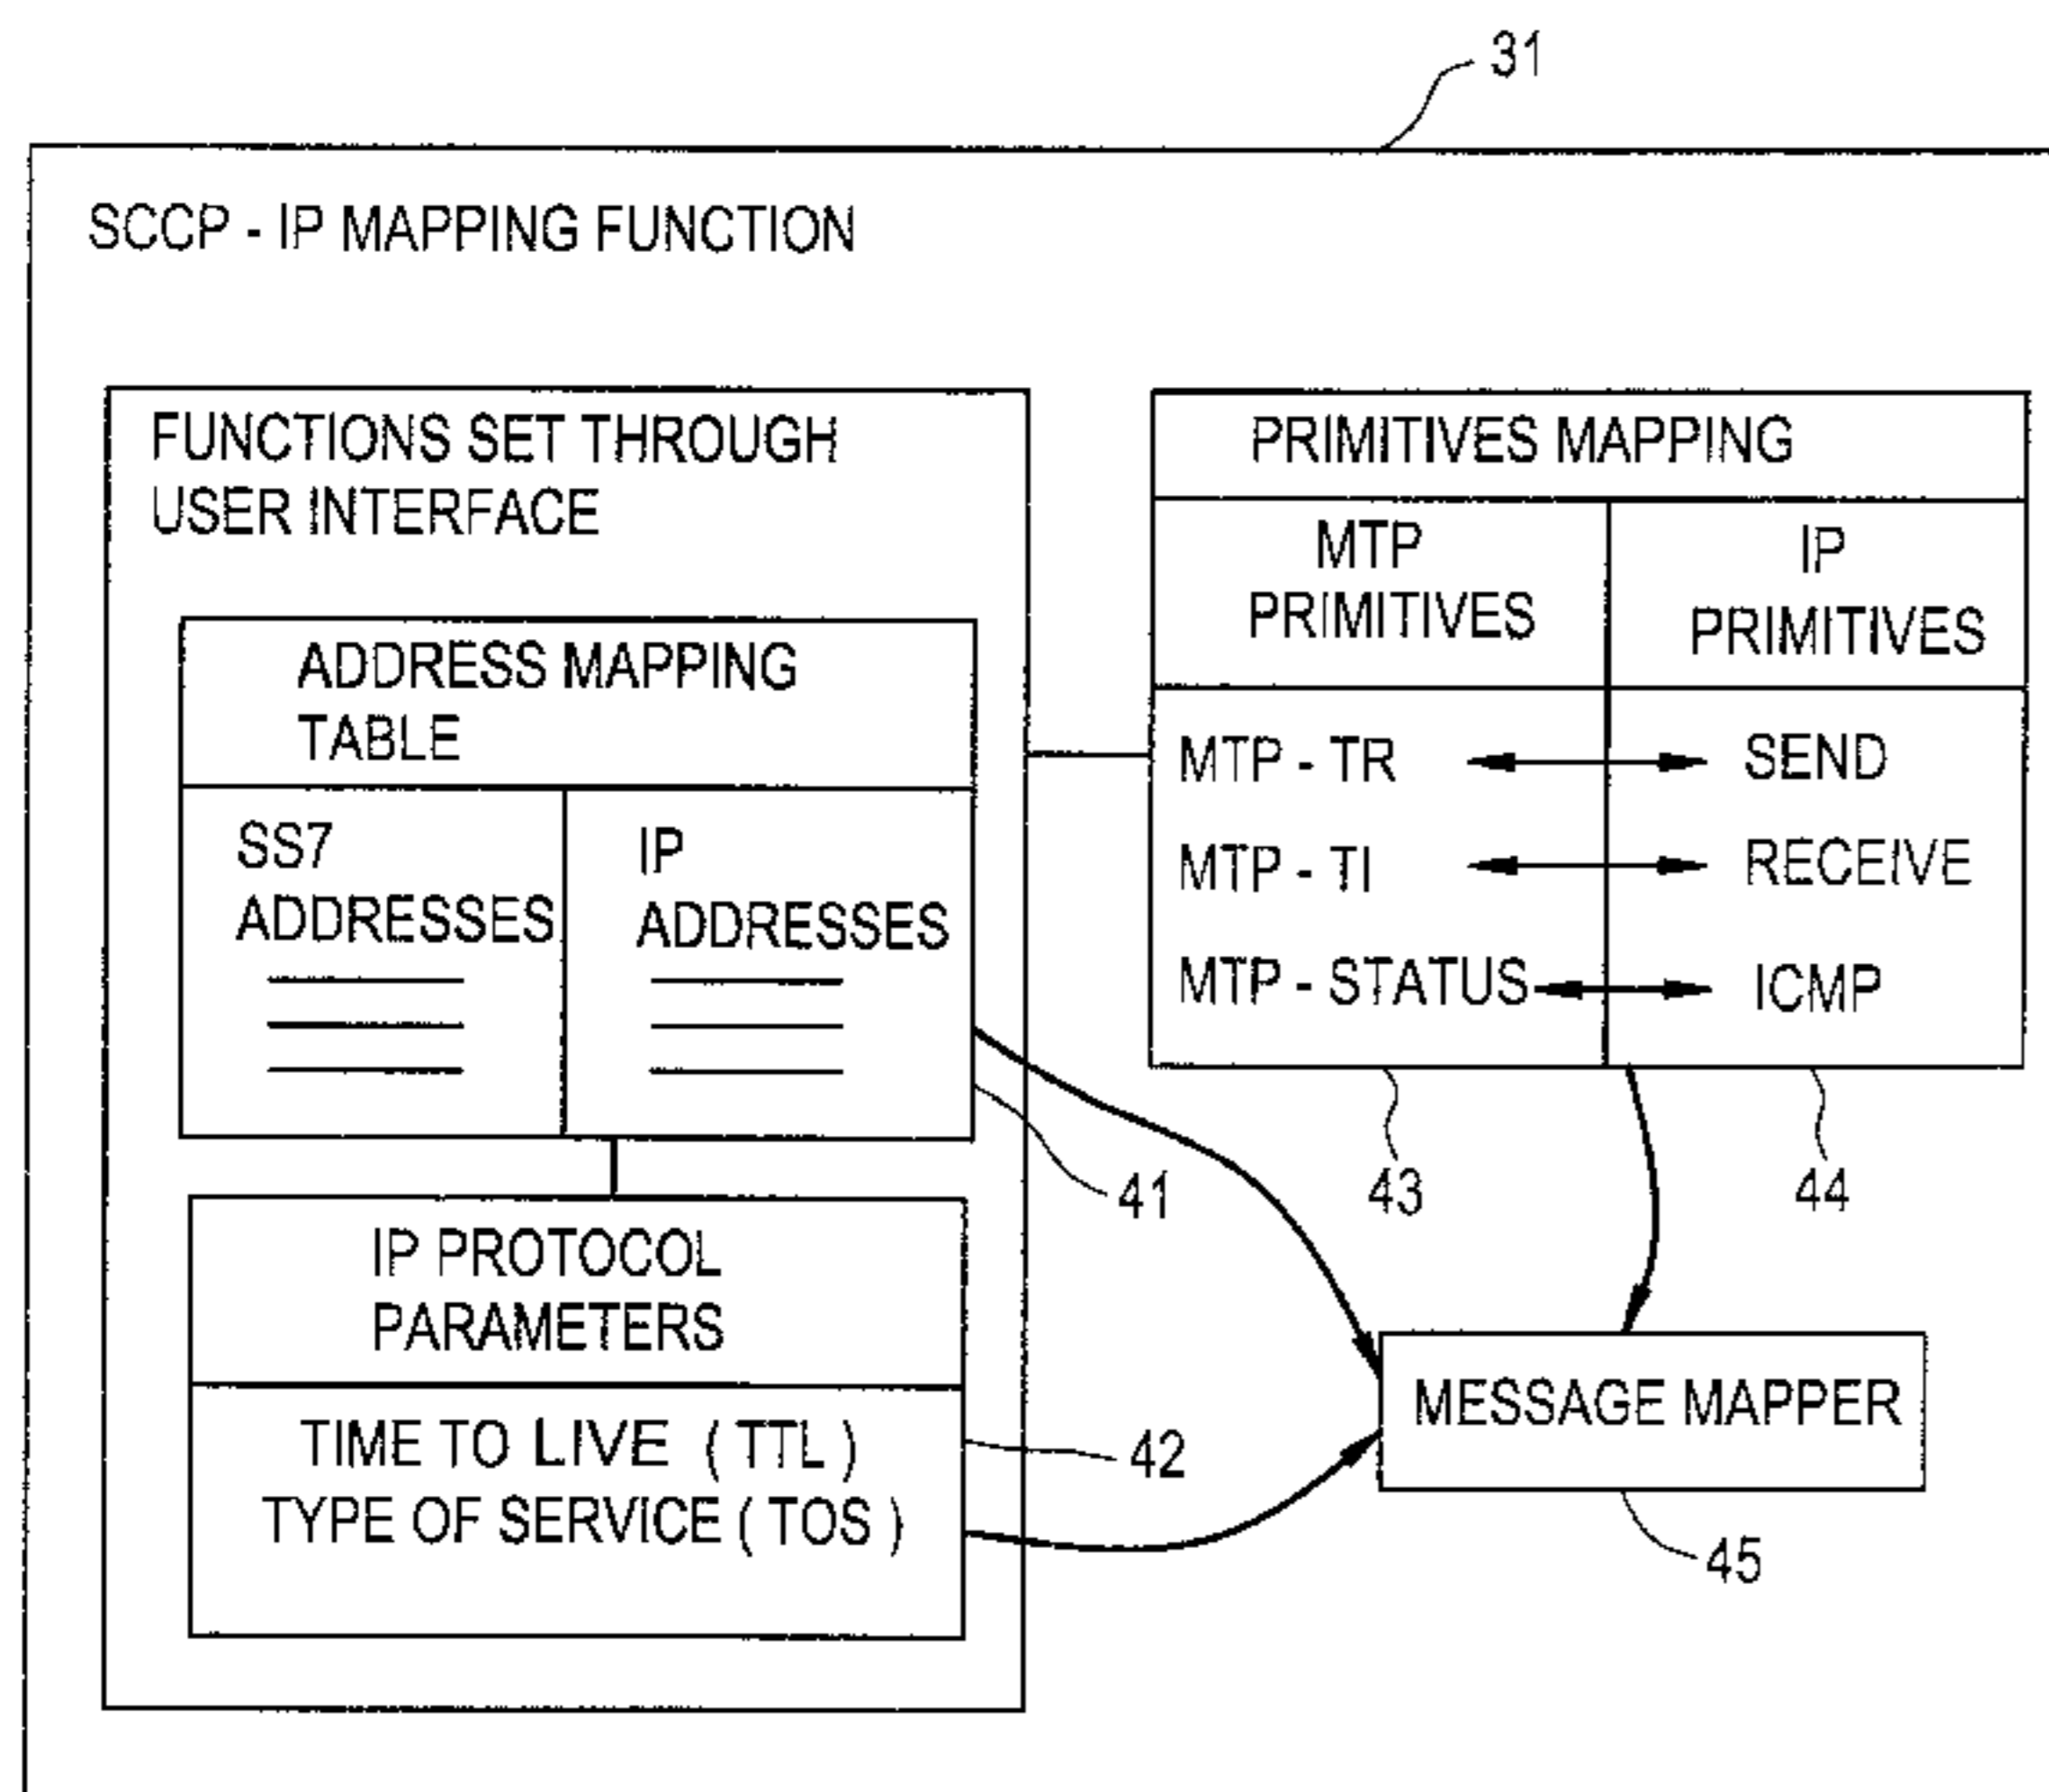 31
SCCP - IP MAPPING FUNCTION
FUNCTIONS SET THROUGH
USER INTERFACE
ADDRESS MAPPING
TABLE
SS7
ADDRESSES
IP
ADDRESSES
41
IP PROTOCOL
PARAMETERS
TIME TO LIVE ( TTL )
TYPE OF SERVICE ( TOS )
42
PRIMITIVES MAPPING
MTP
PRIMITIVES
IP
PRIMITIVES
MTP - TR SEND
MTP - TI RECEIVE
MTP - STATUS ICMP
43
44
MESSAGE MAPPER
45